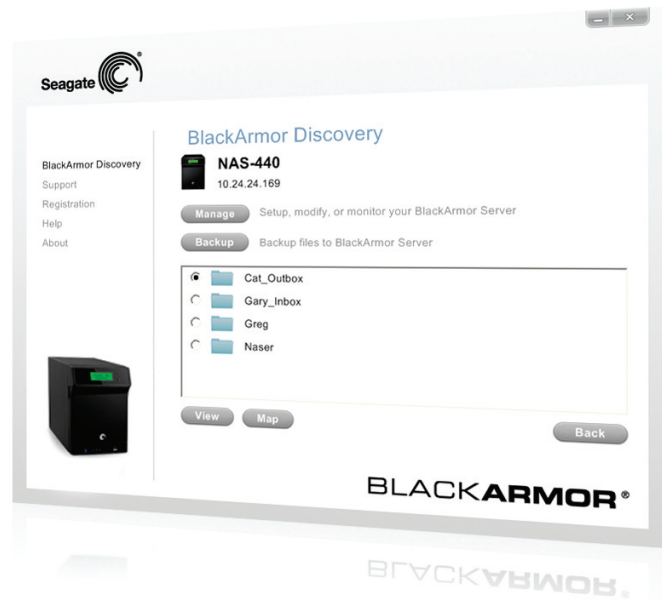 Seagate
BlackArmor Discovery
Support
Registration
Help
About
BlackArmor Discovery
NAS-440
10.24.24.169
Manage Setup, modify, or monitor your BlackArmor Server
Backup Backup files to BlackArmor Server
Cat_Outbox
Gary_Inbox
Greg
Naser
View Map
Back
BLACKARMOR®